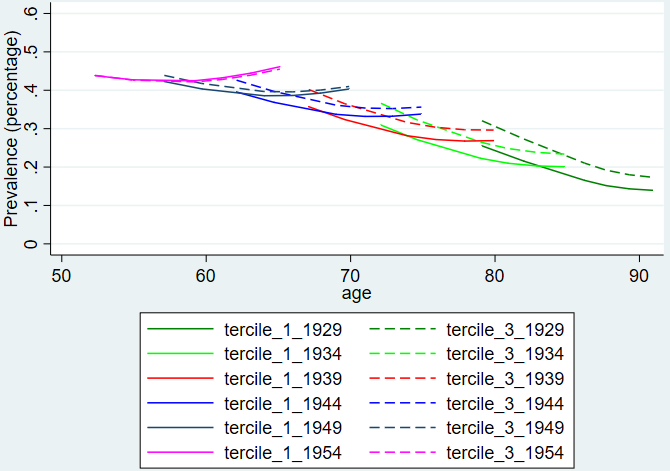 Prevalence (percentage)
.6
.5
.4
.3
.2
.1
0
50 60 70 80 90
age
tercile_1_1929 tercile_3_1929
tercile_1_1934 tercile_3_1934
tercile_1_1939 tercile_3_1939
tercile_1_1944 tercile_3_1944
tercile_1_1949 tercile_3_1949
tercile_1_1954 tercile_3_1954